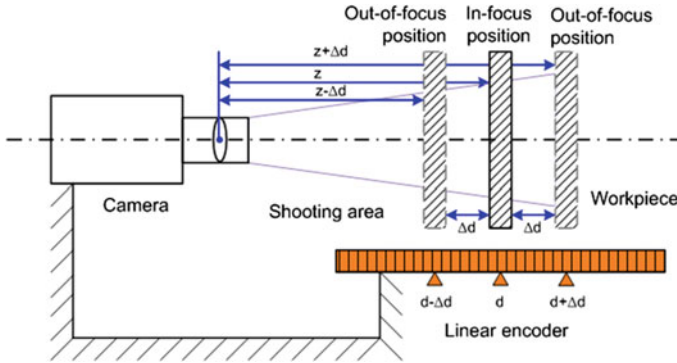 Out-of-focus
position
In-focus
position
Out-of-focus
position
z+Δd
z
z-Δd
Camera
Shooting area
Workpiece
Δd
Δd
d-Δd
d
d+Δd
Linear encoder